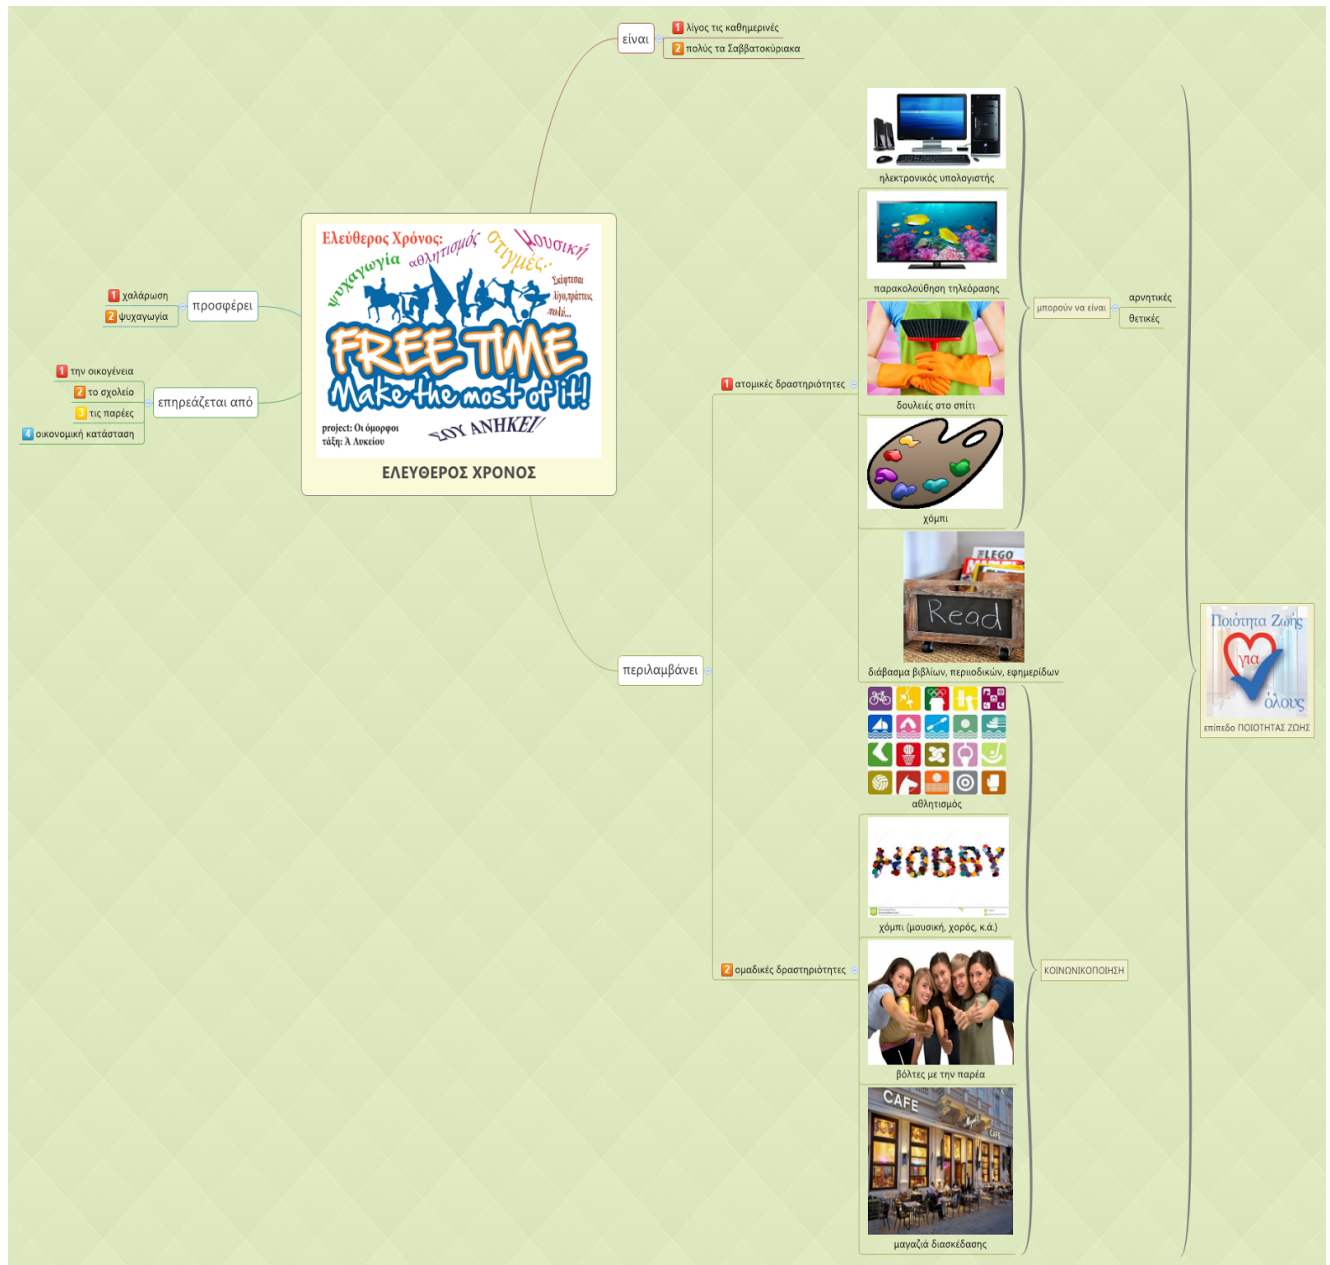 είναι
1 λίγος τις καθημερινές
2 πολύς τα Σαββατοκύριακα
Ελεύθερος Χρόνος:
ψυχαγωγία
αθλητισμός
στιγμές..
Μουσική
Σκέφτεσαι
λίγο,πράττεις
πολύ...
FREE TIME
Make the most of it!
project: Οι όμορφοι
τάξη: Ά Λυκείου
ΣΟΥ ΑΝΗΚΕΙ!
ΕΛΕΥΘΕΡΟΣ ΧΡΟΝΟΣ
προσφέρει
1 χαλάρωση
2 ψυχαγωγία
επηρεάζεται από
1 την οικογένεια
2 το σχολείο
3 τις παρέες
4 οικονομική κατάσταση
περιλαμβάνει
1 ατομικές δραστηριότητες
ηλεκτρονικός υπολογιστής
παρακολούθηση τηλεόρασης
δουλειές στο σπίτι
χόμπι
LEGO
Read
διάβασμα βιβλίων, περιιοδικών, εφημερίδων
μπορούν να είναι
αρνητικές
θετικές
2 ομαδικές δραστηριότητες
αθλητισμός
HOBBY
χόμπι (μουσική, χορός, κ.ά.)
βόλτες με την παρέα
CAFE
CAFE
μαγαζιά διασκέδασης
ΚΟΙΝΩΝΙΚΟΠΟΙΗΣΗ
Ποιότητα Ζωής
για
όλους
επίπεδο ΠΟΙΟΤΗΤΑΣ ΖΩΗΣ